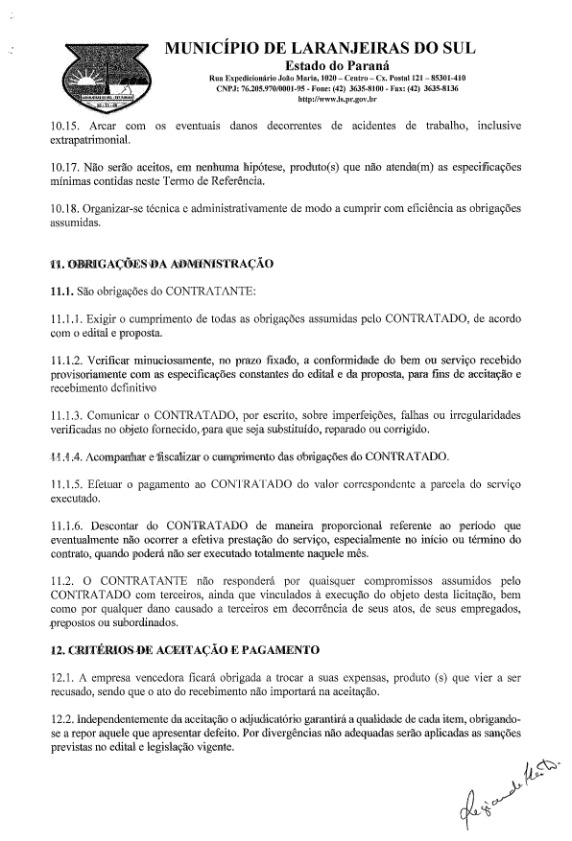 MUNICÍPIO DE LARANJEIRAS DO SUL
Estado do Paraná
Rua Expedicionário João Maria, 1020 – Centro – Cx. Postal 121 – 85301-410
CNPJ: 76.205.970/0001-95 - Fone: (42) 3635-8100 - Fax: (42) 3635-8136
http://www.ls.pr.gov.br
10.15. Arcar com os eventuais danos decorrentes de acidentes de trabalho, inclusive
extrapatrimonial.
10.17. Não serão aceitos, em nenhuma hipótese, produto(s) que não atenda(m) as especificações
mínimas contidas neste Termo de Referência.
10.18. Organizar-se técnica e administrativamente de modo a cumprir com eficiência as obrigações
assumidas.
11. OBRIGAÇÕES DA ADMINISTRAÇÃO
11.1. São obrigações do CONTRATANTE:
11.1.1. Exigir o cumprimento de todas as obrigações assumidas pelo CONTRATADO, de acordo
com o edital e proposta.
11.1.2. Verificar minuciosamente, no prazo fixado, a conformidade do bem ou serviço recebido
provisoriamente com as especificações constantes do edital e da proposta, para fins de aceitação e
recebimento definitivo
11.1.3. Comunicar o CONTRATADO, por escrito, sobre imperfeições, falhas ou irregularidades
verificadas no objeto fornecido, para que seja substituído, reparado ou corrigido.
11.1.4. Acompanhar e fiscalizar o cumprimento das obrigações do CONTRATADO.
11.1.5. Efetuar o pagamento ao CONTRATADO do valor correspondente a parcela do serviço
executado.
11.1.6. Descontar do CONTRATADO de maneira proporcional referente ao período que
eventualmente não ocorrer a efetiva prestação do serviço, especialmente no início ou término do
contrato, quando poderá não ser executado totalmente naquele mês.
11.2. O CONTRATANTE não responderá por quaisquer compromissos assumidos pelo
CONTRATADO com terceiros, ainda que vinculados à execução do objeto desta licitação, bem
como por qualquer dano causado a terceiros em decorrência de seus atos, de seus empregados,
prepostos ou subordinados.
12. CRITÉRIOS DE ACEITAÇÃO E PAGAMENTO
12.1. A empresa vencedora ficará obrigada a trocar a suas expensas, produto (s) que vier a ser
recusado, sendo que o ato do recebimento não importará na aceitação.
12.2. Independentemente da aceitação o adjudicatório garantirá a qualidade de cada item, obrigando-
se a repor aquele que apresentar defeito. Por divergências não adequadas serão aplicadas as sanções
previstas no edital e legislação vigente.